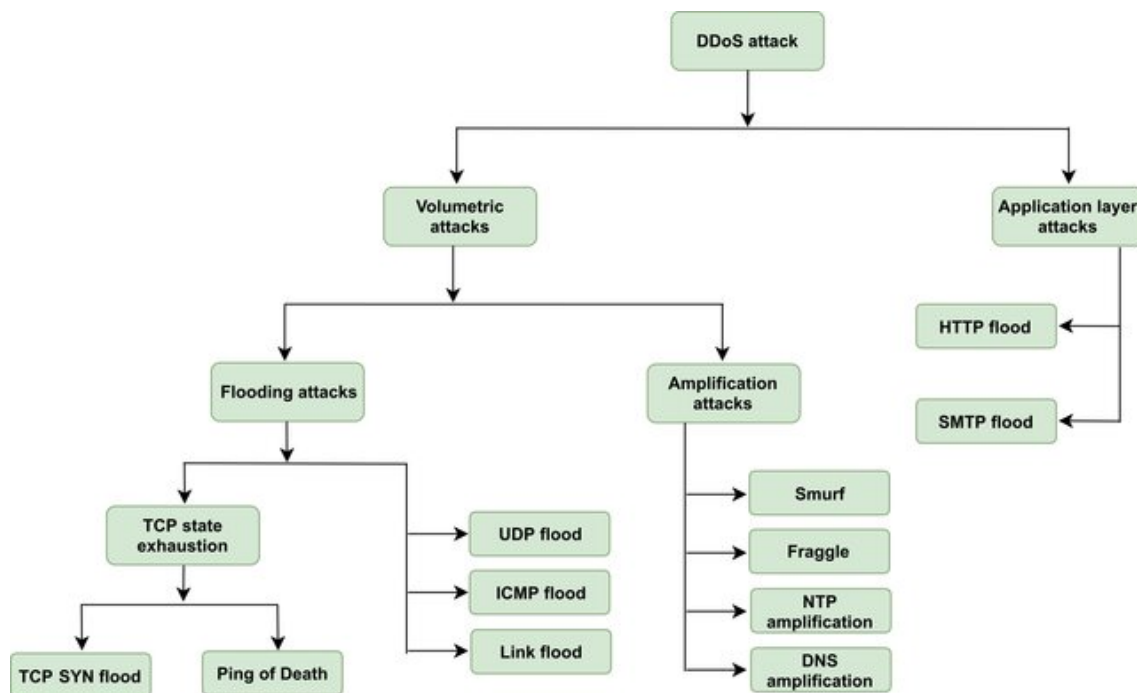 DDoS attack
Volumetric
attacks
Application layer
attacks
HTTP flood
Flooding attacks
Amplification
attacks
SMTP flood
Smurf
TCP state
exhaustion
UDP flood
Fraggle
ICMP flood
NTP
amplification
Link flood
TCP SYN flood
Ping of Death
DNS
amplification